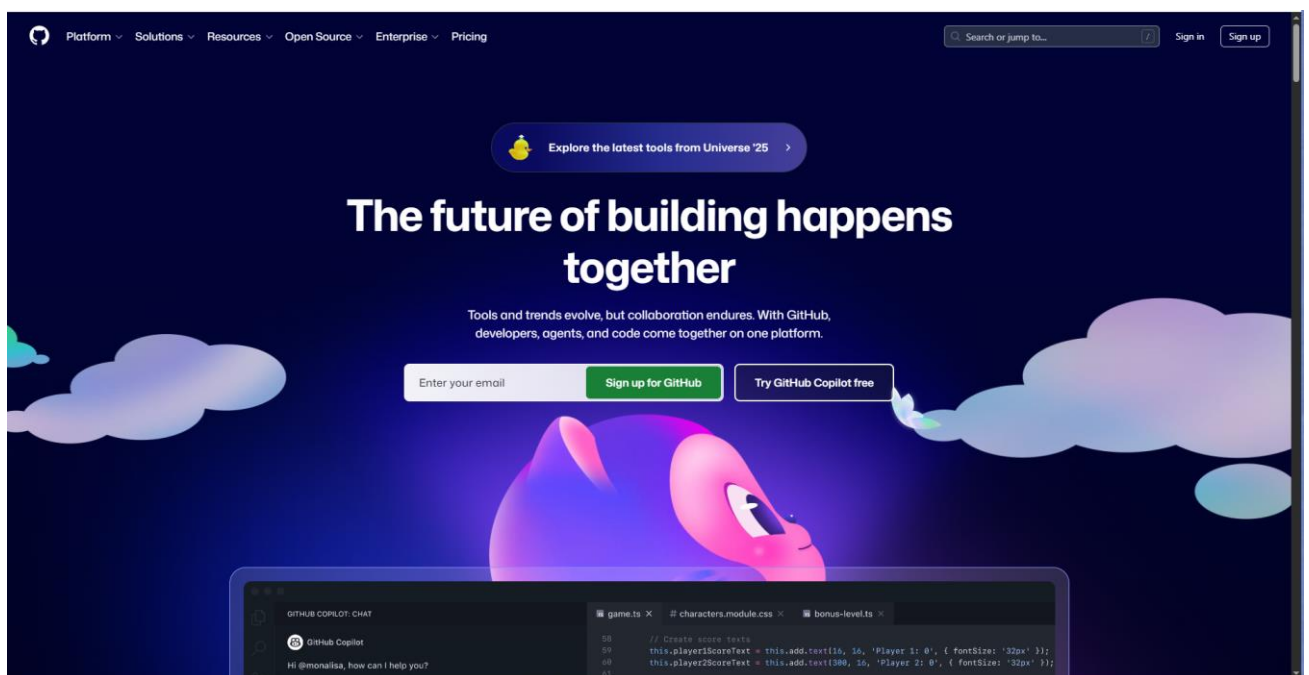 Platform Solutions Resources Open Source Enterprise Pricing Search or jump to... / Sign in Sign up
Explore the latest tools from Universe '25
The future of building happens
together
Tools and trends evolve, but collaboration endures. With GitHub,
developers, agents, and code come together on one platform.
Enter your email Sign up for GitHub Try GitHub Copilot free
GITHUB COPILOT: CHAT
GitHub Copilot
Hi @monalisa, how can I help you?
game.ts × # characters.module.css × bonus-level.ts ×
58 // Create score texts
59 this.player1ScoreText = this.add.text(16, 16, 'Player 1: 0', { fontSize: '32px' });
60 this.player2ScoreText = this.add.text(300, 16, 'Player 2: 0', { fontSize: '32px' });